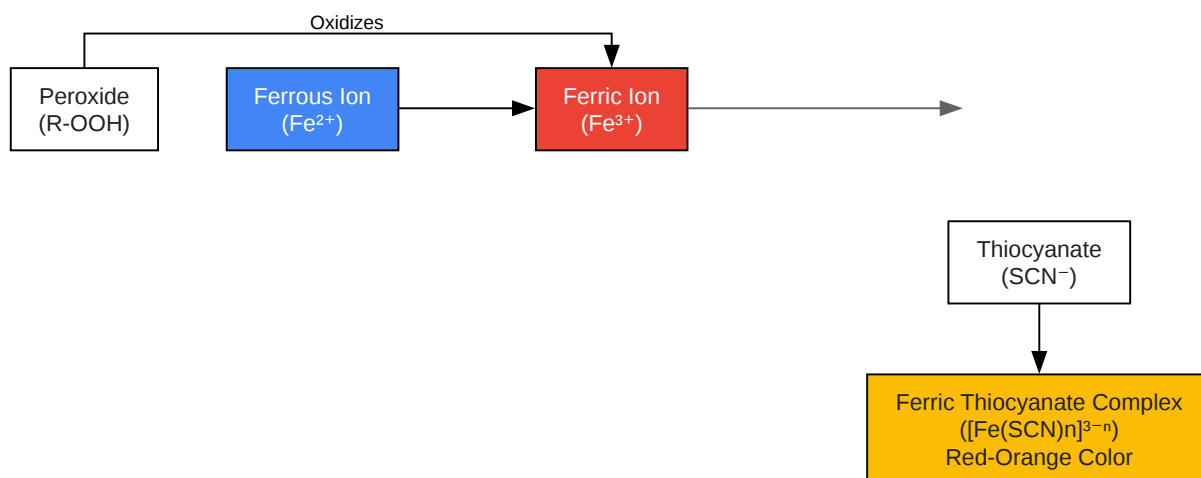 Oxidizes
Peroxide
(R-OOH)
Ferrous Ion
(Fe²⁺)
Ferric Ion
(Fe³⁺)
Thiocyanate
(SCN⁻)
Ferric Thiocyanate Complex
([Fe(SCN)n]³⁻ⁿ)
Red-Orange Color